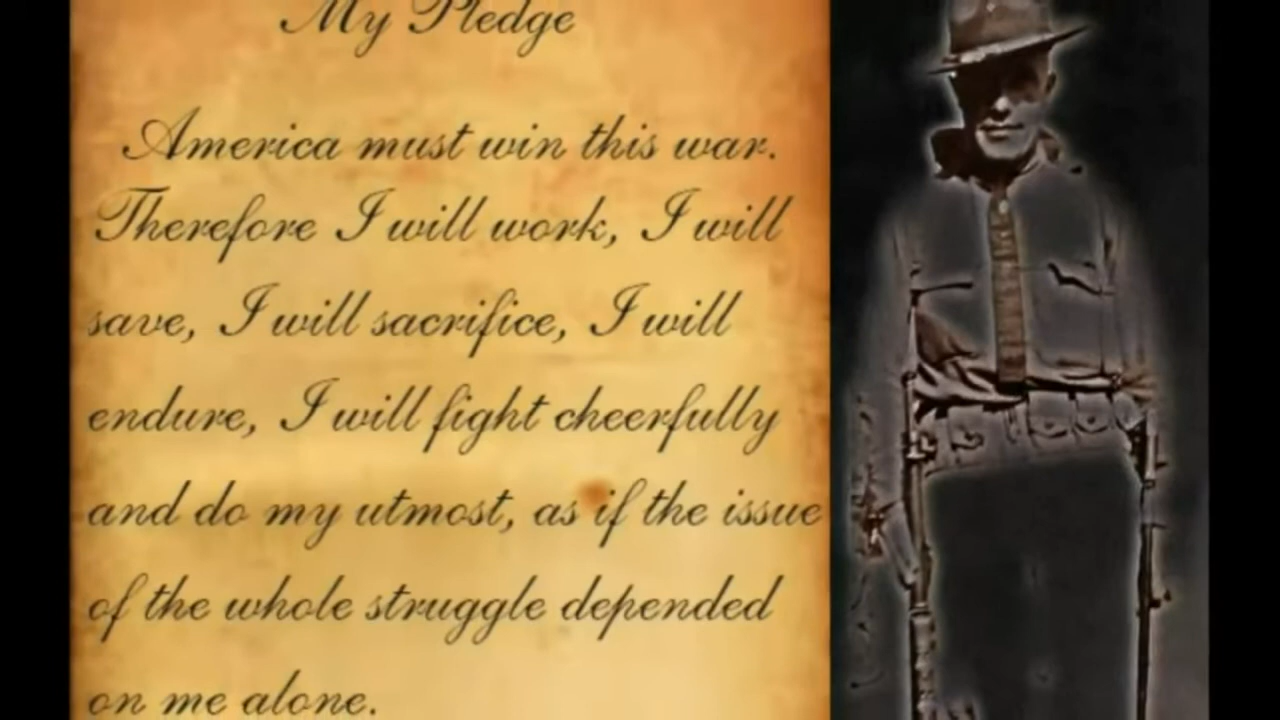 My Pledge
America must win this war.
Therefore I will work, I will
save, I will sacrifice, I will
endure, I will fight cheerfully
and do my utmost, as if the issue
of the whole struggle depended
on me alone.